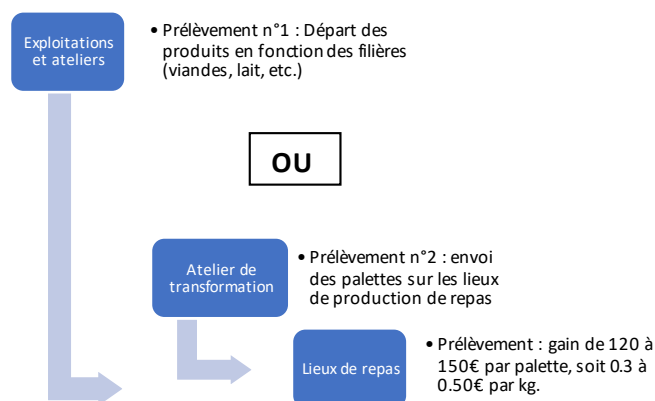 Exploitations
et ateliers
• Prélèvement n°1 : Départ des
produits en fonction des filières
(viandes, lait, etc.)
OU
Atelier de
transformation
• Prélèvement n°2 : envoi
des palettes sur les lieux
de production de repas
Lieux de repas
• Prélèvement : gain de 120 à
150€ par palette, soit 0.3 à
0.50€ par kg.